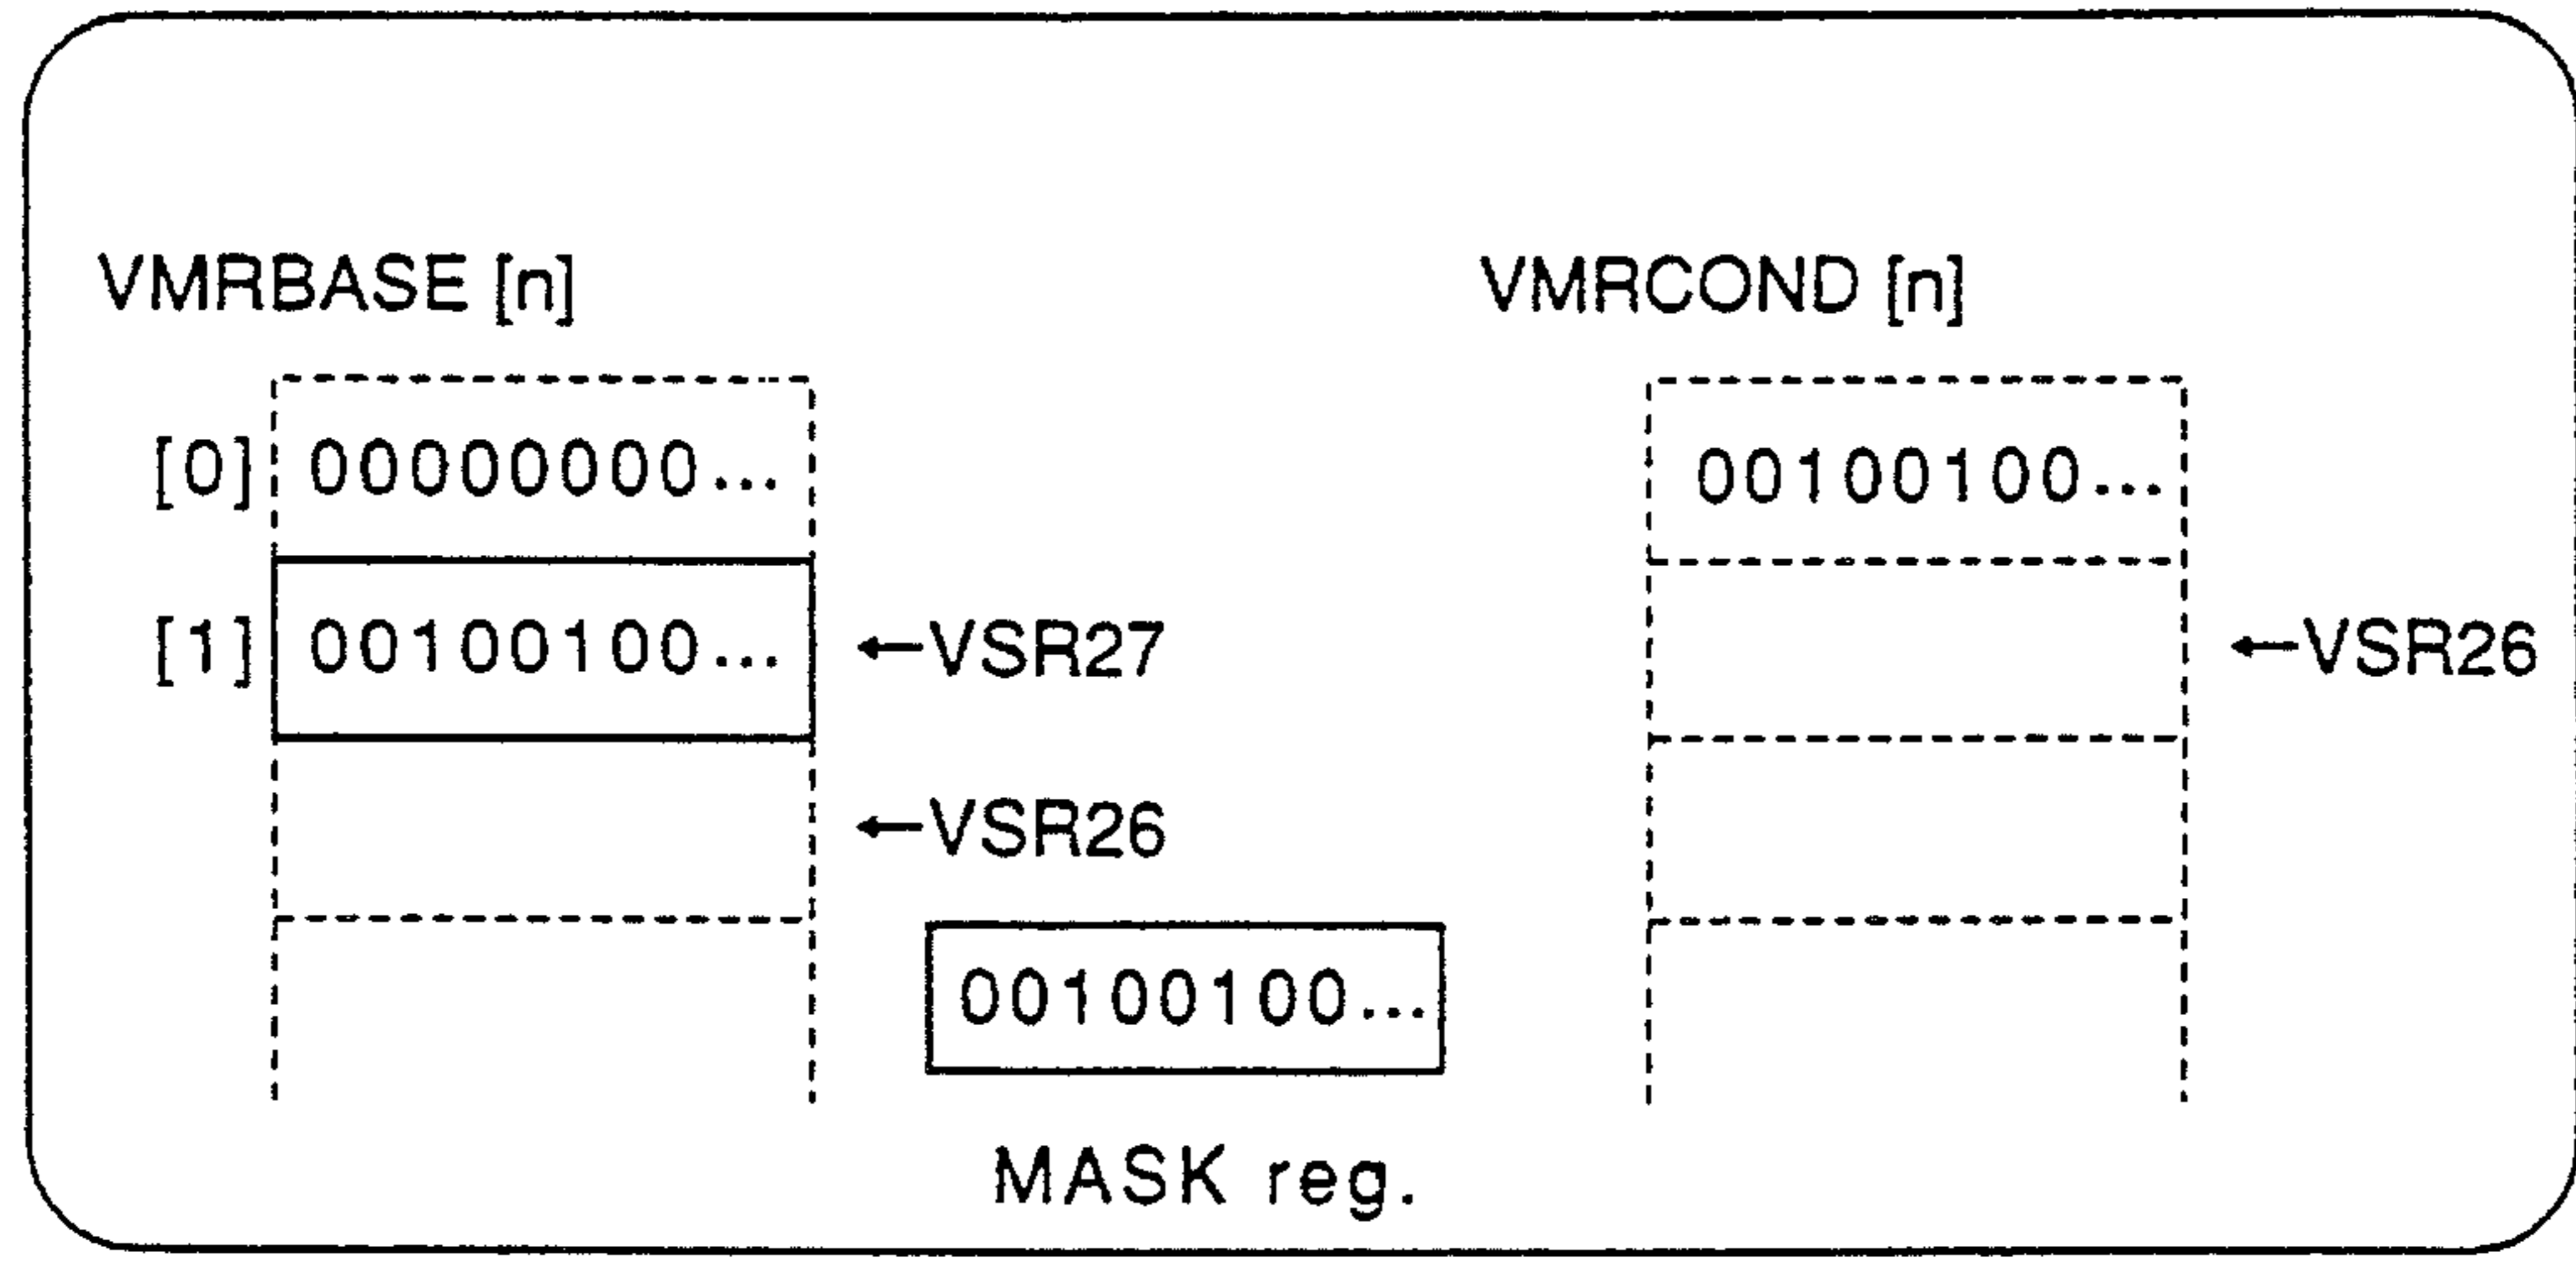 VMRBASE [n] VMRCOND [n]
[0] 00000000... 00100100...
[1] 00100100... ←VSR27 ←VSR26
←VSR26
00100100...
MASK reg.